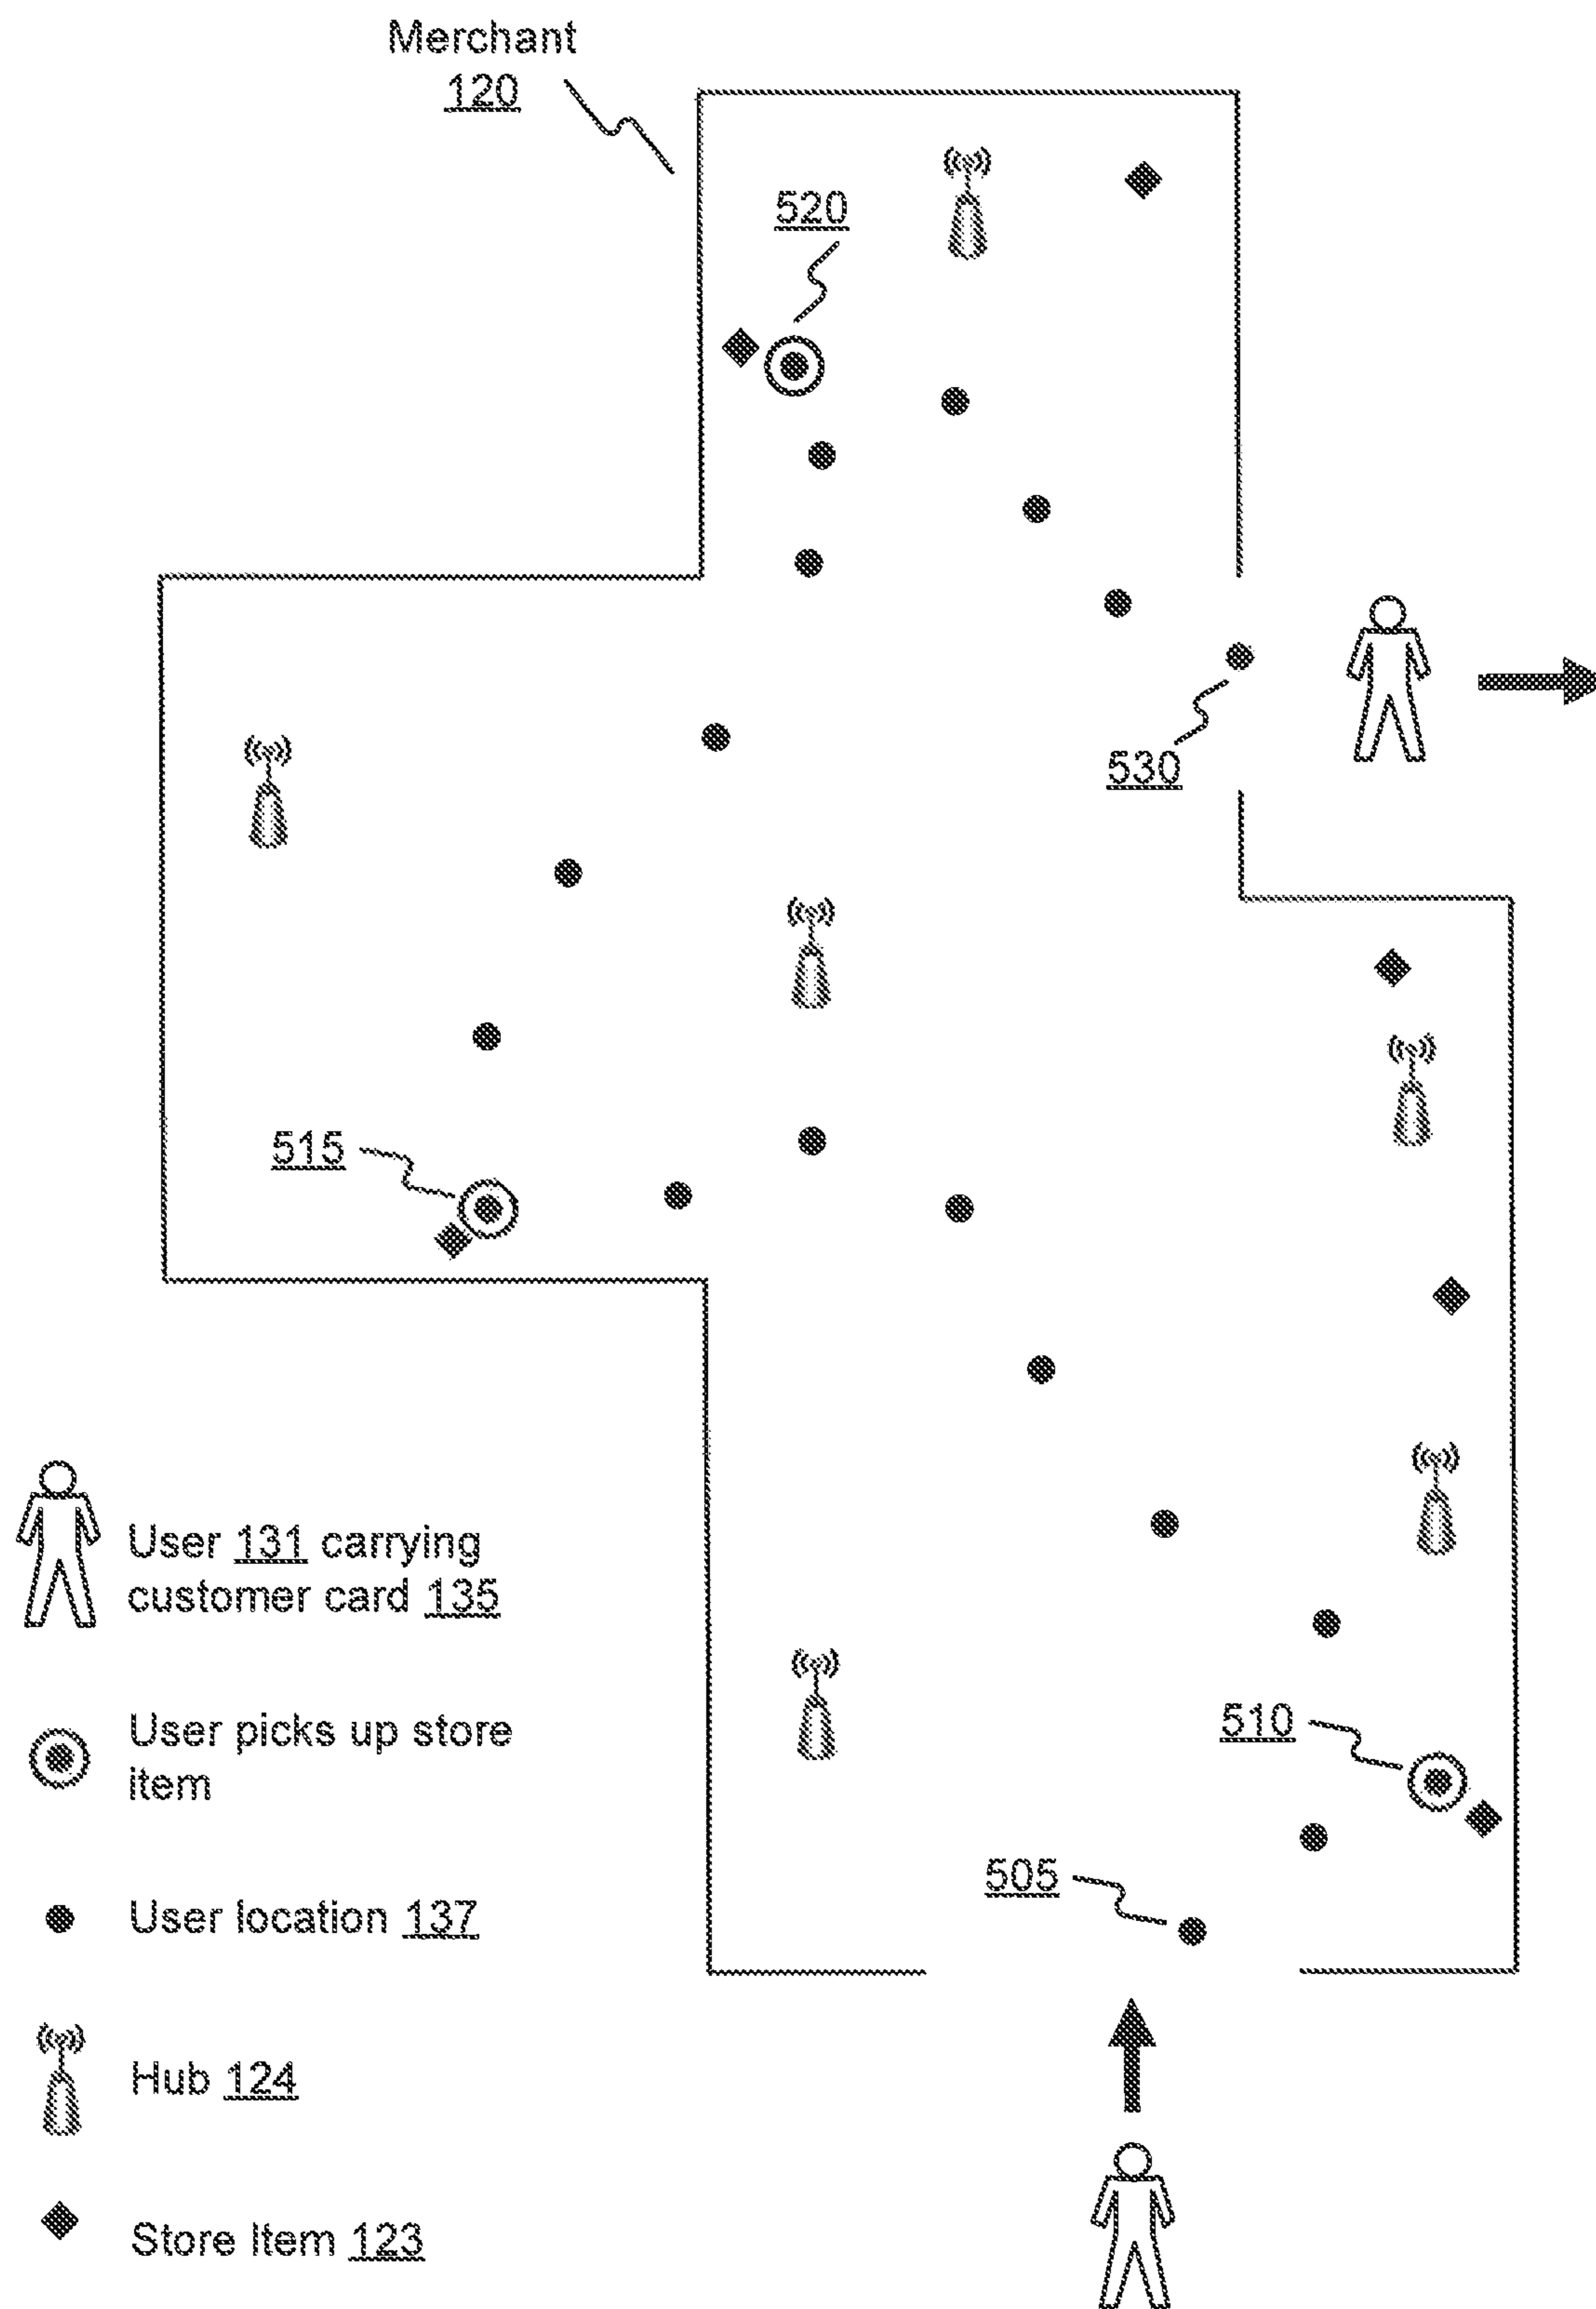 Merchant
120
520
530
515
510
505
User 131 carrying
customer card 135
User picks up store
item
User location 137
Hub 124
Store Item 123